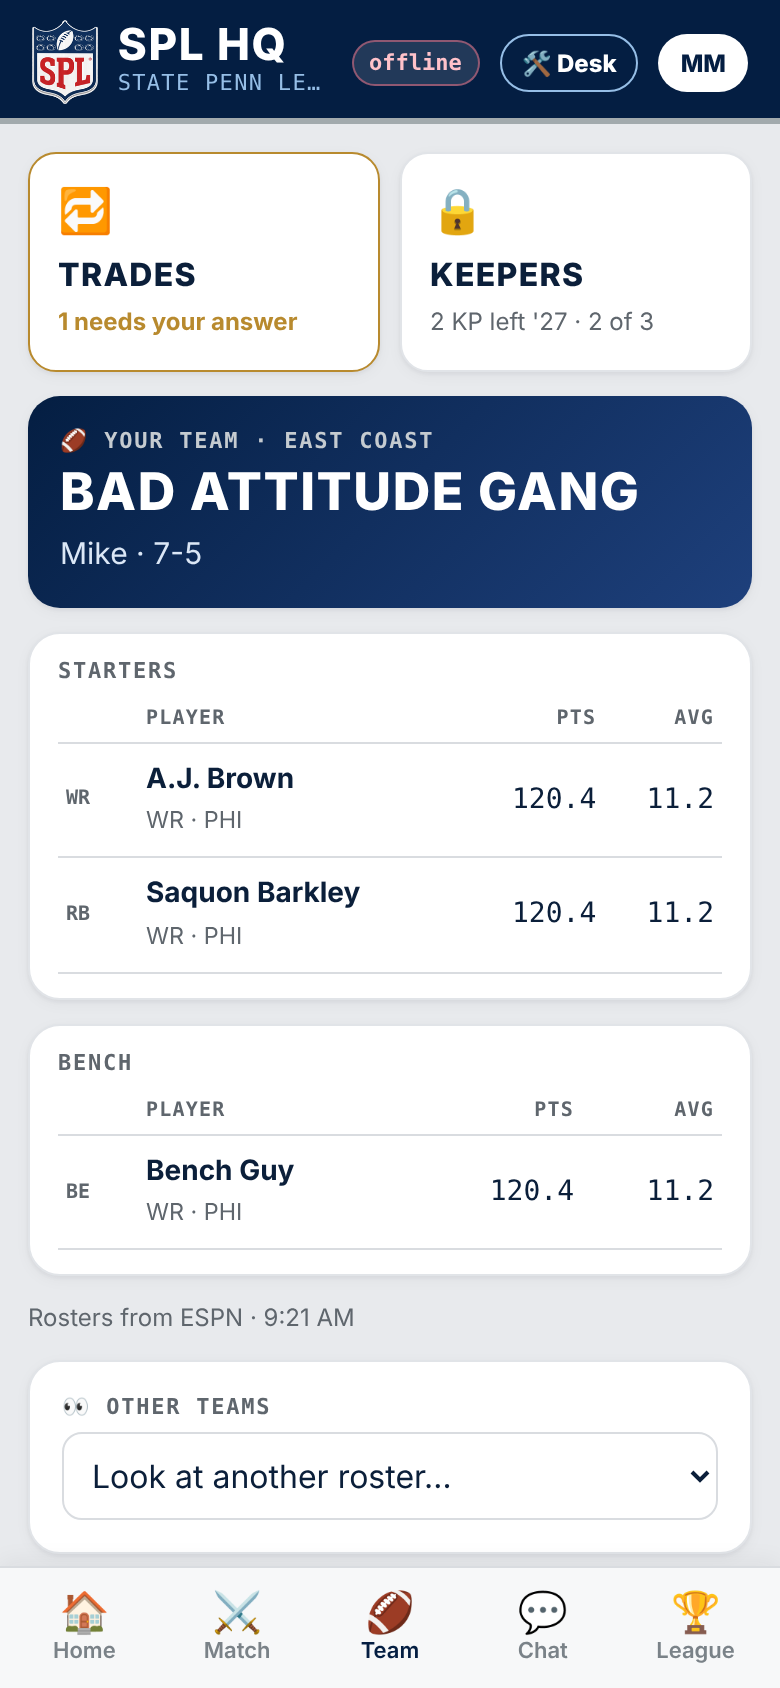 SPL
SPL HQ
STATE PENN LE…
offline
🛠️ Desk
MM
TRADES
1 needs your answer
KEEPERS
2 KP left '27 · 2 of 3
🏈 YOUR TEAM · EAST COAST
BAD ATTITUDE GANG
Mike · 7-5
STARTERS
PLAYER PTS AVG
WR A.J. Brown 120.4 11.2
WR · PHI
RB Saquon Barkley 120.4 11.2
WR · PHI
BENCH
PLAYER PTS AVG
BE Bench Guy 120.4 11.2
WR · PHI
Rosters from ESPN · 9:21 AM
👀 OTHER TEAMS
Look at another roster…
Home Match Team Chat League